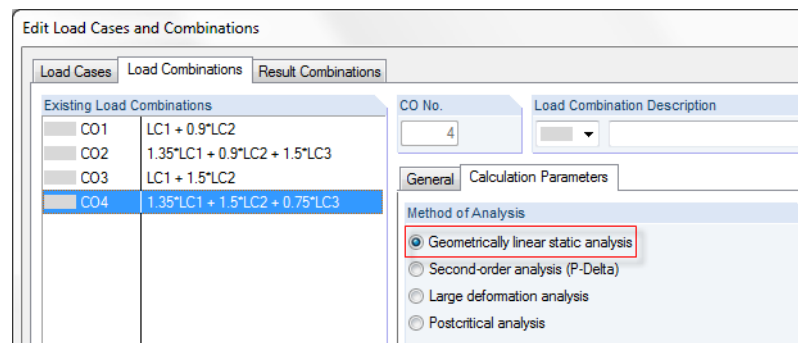 Edit Load Cases and Combinations
Load Cases Load Combinations Result Combinations
Existing Load Combinations
CO1 LC1 + 0.9*LC2
CO2 1.35*LC1 + 0.9*LC2 + 1.5*LC3
CO3 LC1 + 1.5*LC2
CO4 1.35*LC1 + 1.5*LC2 + 0.75*LC3
CO No.
4
Load Combination Description
General Calculation Parameters
Method of Analysis
Geometrically linear static analysis
Second-order analysis (P-Delta)
Large deformation analysis
Postcritical analysis